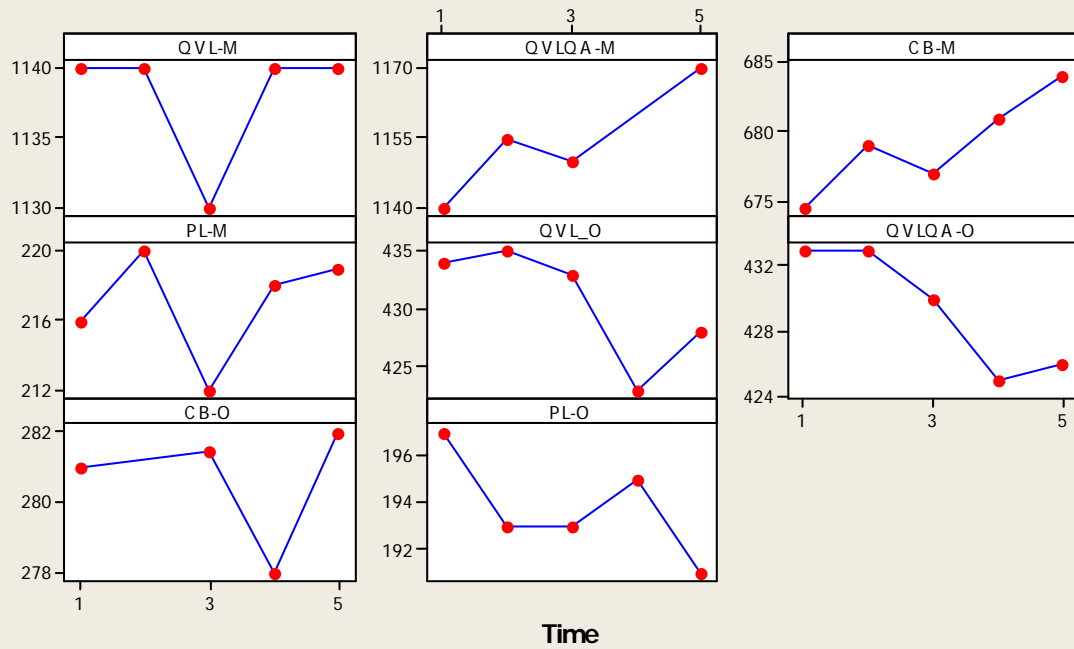 1 3 5
QVL-M QVLQA-M CB-M
1140 1135 1130
1170 1155 1140
685 680 675
PL-M QVL_O QVLQA-O
220 216 212
435 430 425
432 428 424
1 3 5
CB-O PL-O
282 280 278
196 194 192
1 3 5
Time